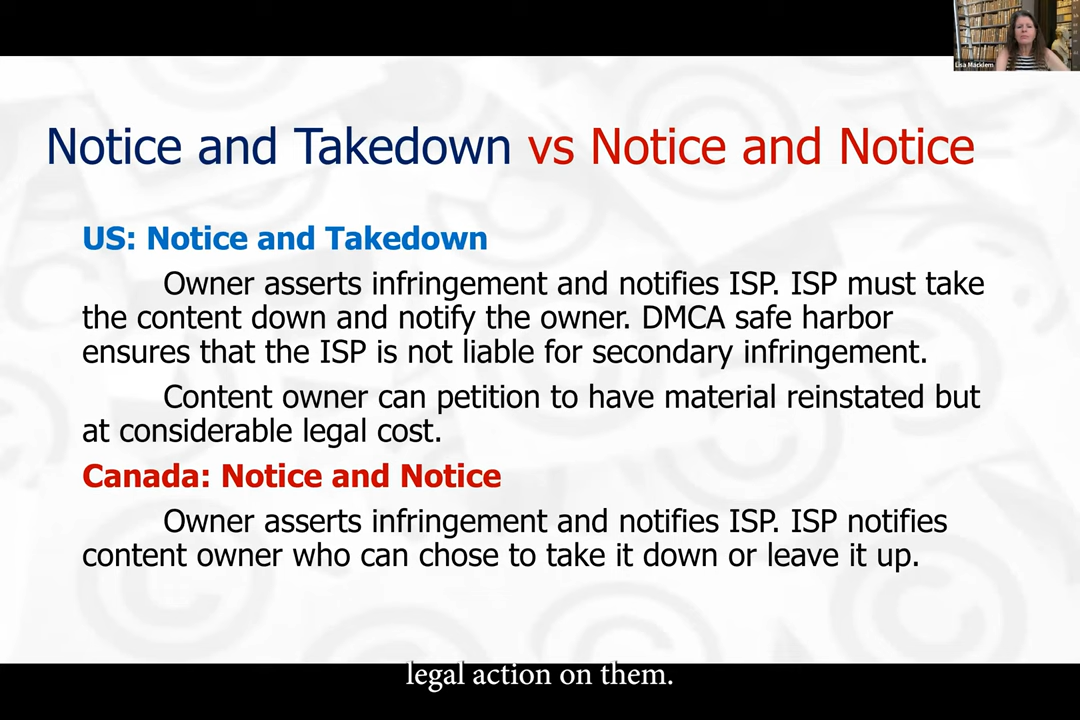 Lisa Macklem
Notice and Takedown vs Notice and Notice
US: Notice and Takedown
Owner asserts infringement and notifies ISP. ISP must take
the content down and notify the owner. DMCA safe harbor
ensures that the ISP is not liable for secondary infringement.
Content owner can petition to have material reinstated but
at considerable legal cost.
Canada: Notice and Notice
Owner asserts infringement and notifies ISP. ISP notifies
content owner who can chose to take it down or leave it up.
legal action on them.